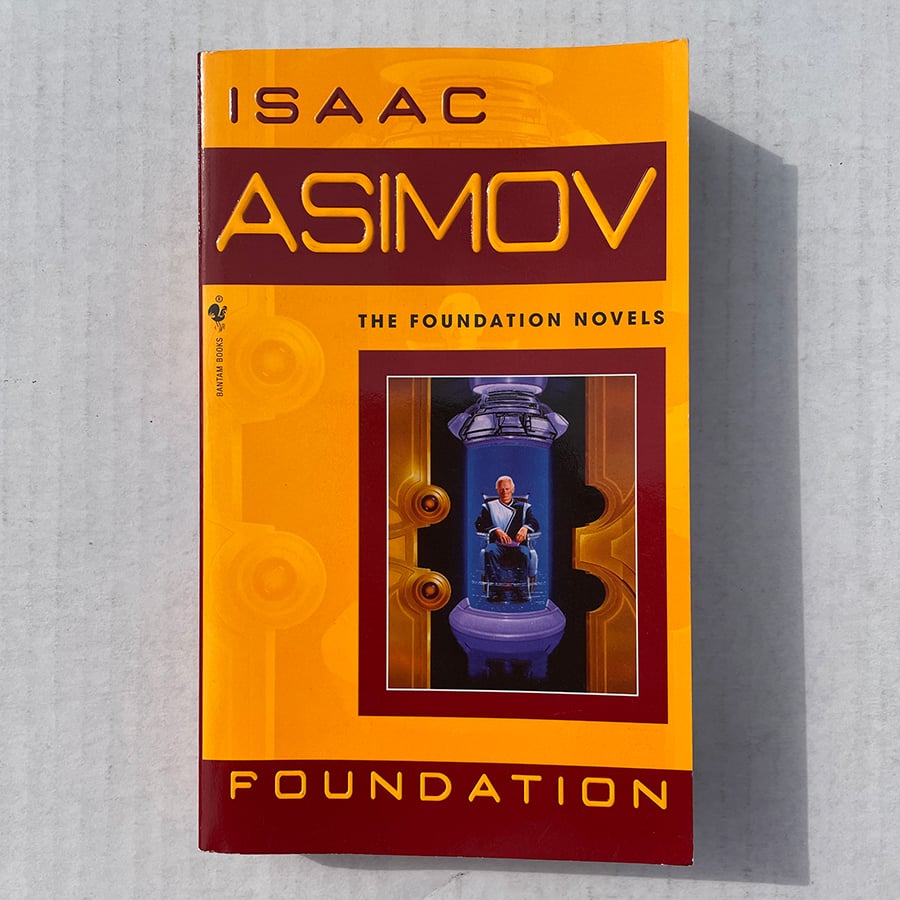 ISAAC
ASIMOV
THE FOUNDATION NOVELS
BANTAM BOOKS
®
FOUNDATION